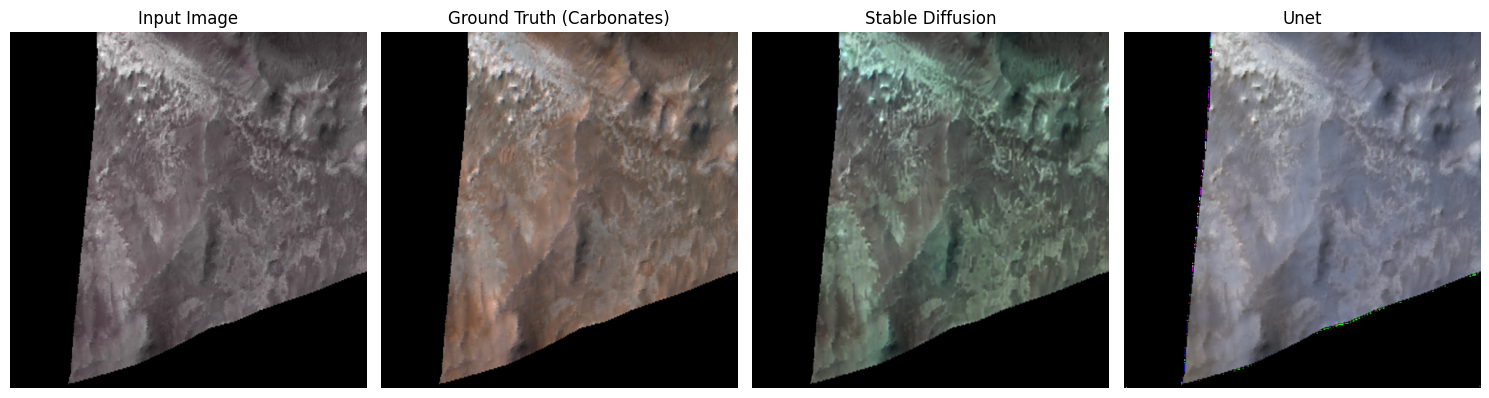 Input Image
Ground Truth (Carbonates)
Stable Diffusion
Unet